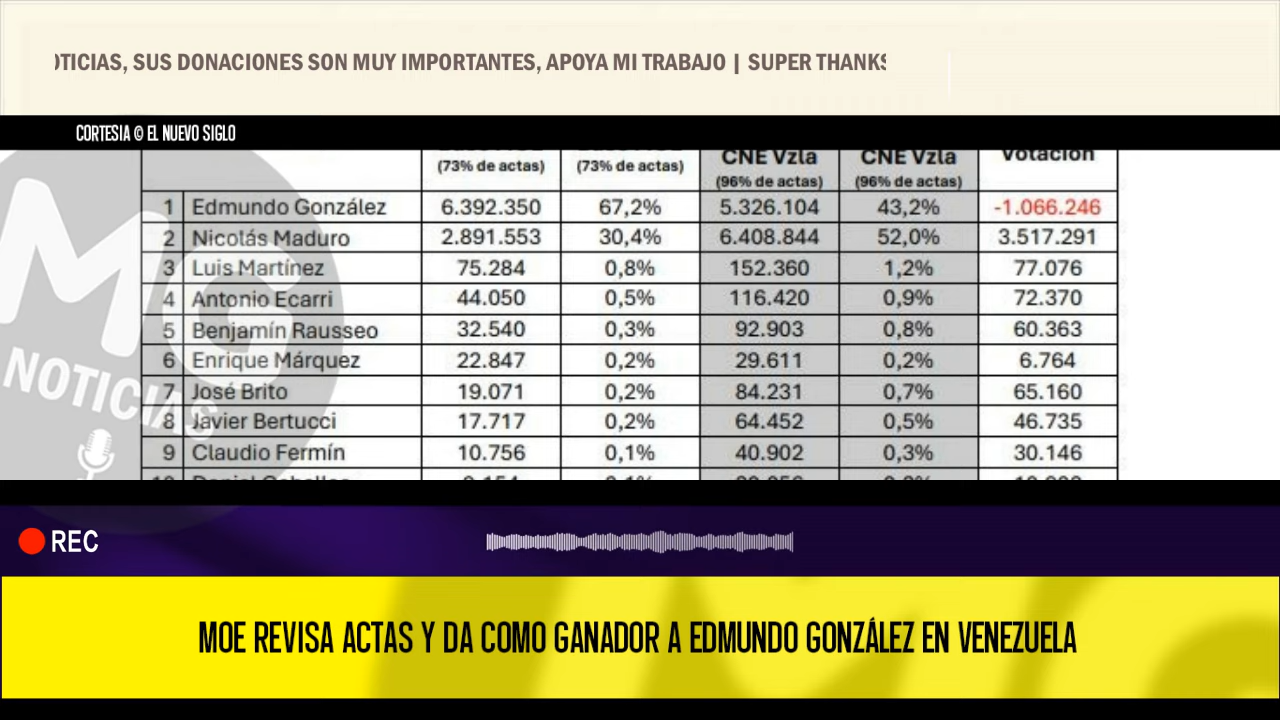 OTICIAS, SUS DONACIONES SON MUY IMPORTANTES, APOYA MI TRABAJO | SUPER THANKS
CORTESIA © EL NUEVO SIGLO
CNE Vzla CNE Vzla Votación
(73% de actas) (73% de actas) (96% de actas) (96% de actas)
1 Edmundo González 6.392.350 67,2% 5.326.104 43,2% -1.066.246
2 Nicolás Maduro 2.891.553 30,4% 6.408.844 52,0% 3.517.291
3 Luis Martínez 75.284 0,8% 152.360 1,2% 77.076
4 Antonio Ecarri 44.050 0,5% 116.420 0,9% 72.370
5 Benjamín Rausseo 32.540 0,3% 92.903 0,8% 60.363
6 Enrique Márquez 22.847 0,2% 29.611 0,2% 6.764
7 José Brito 19.071 0,2% 84.231 0,7% 65.160
8 Javier Bertucci 17.717 0,2% 64.452 0,5% 46.735
9 Claudio Fermín 10.756 0,1% 40.902 0,3% 30.146
MG
NOTICIAS
REC
MOE REVISA ACTAS Y DA COMO GANADOR A EDMUNDO GONZÁLEZ EN VENEZUELA